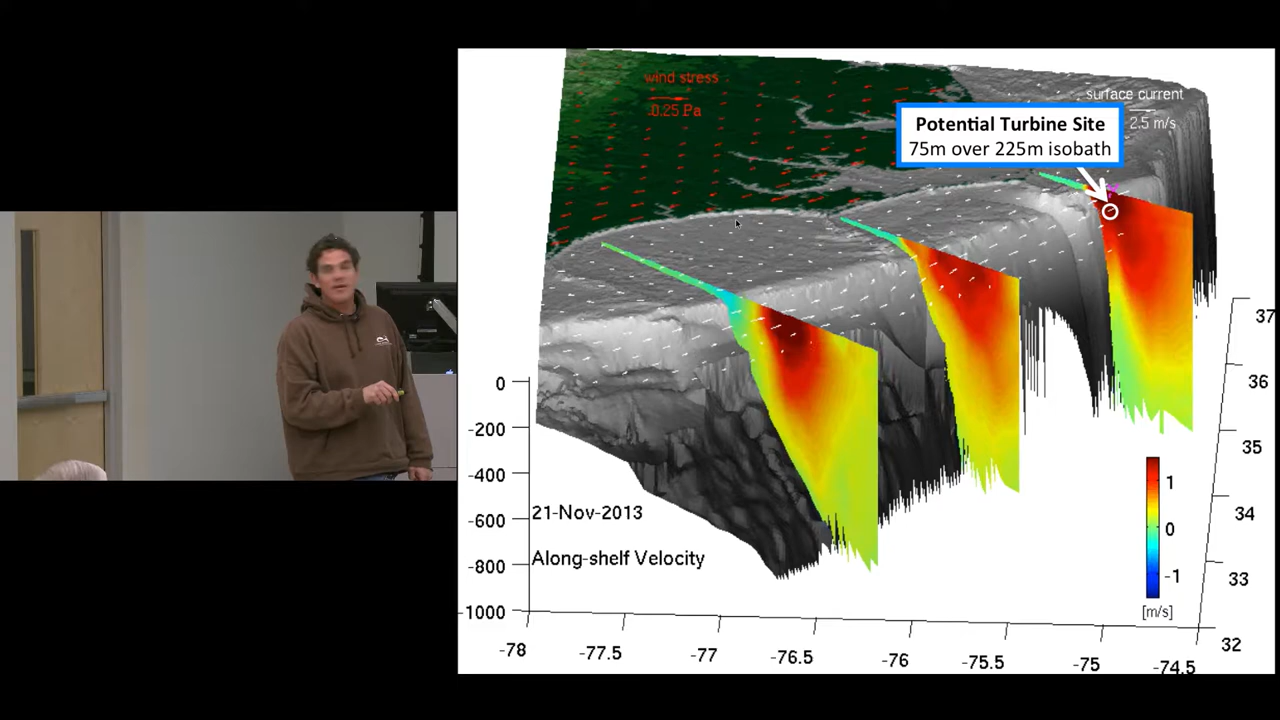 wind stress
0.25 Pa
surface current
2.5 m/s
Potential Turbine Site
75m over 225m isobath
0
-200
-400
-600
-800
-1000
21-Nov-2013
Along-shelf Velocity
-78
-77.5
-77
-76.5
-76
-75.5
-75
-74.5
32
33
34
35
36
37
1
0
-1
[m/s]